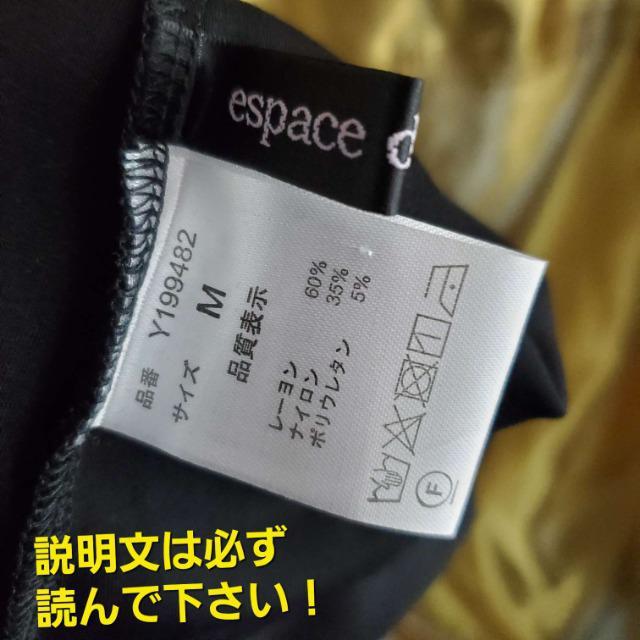 espace d
品番 Y199482
サイズ M
品質表示
レーヨン 60%
ナイロン 35%
ポリウレタン 5%
F
説明文は必ず
読んで下さい！